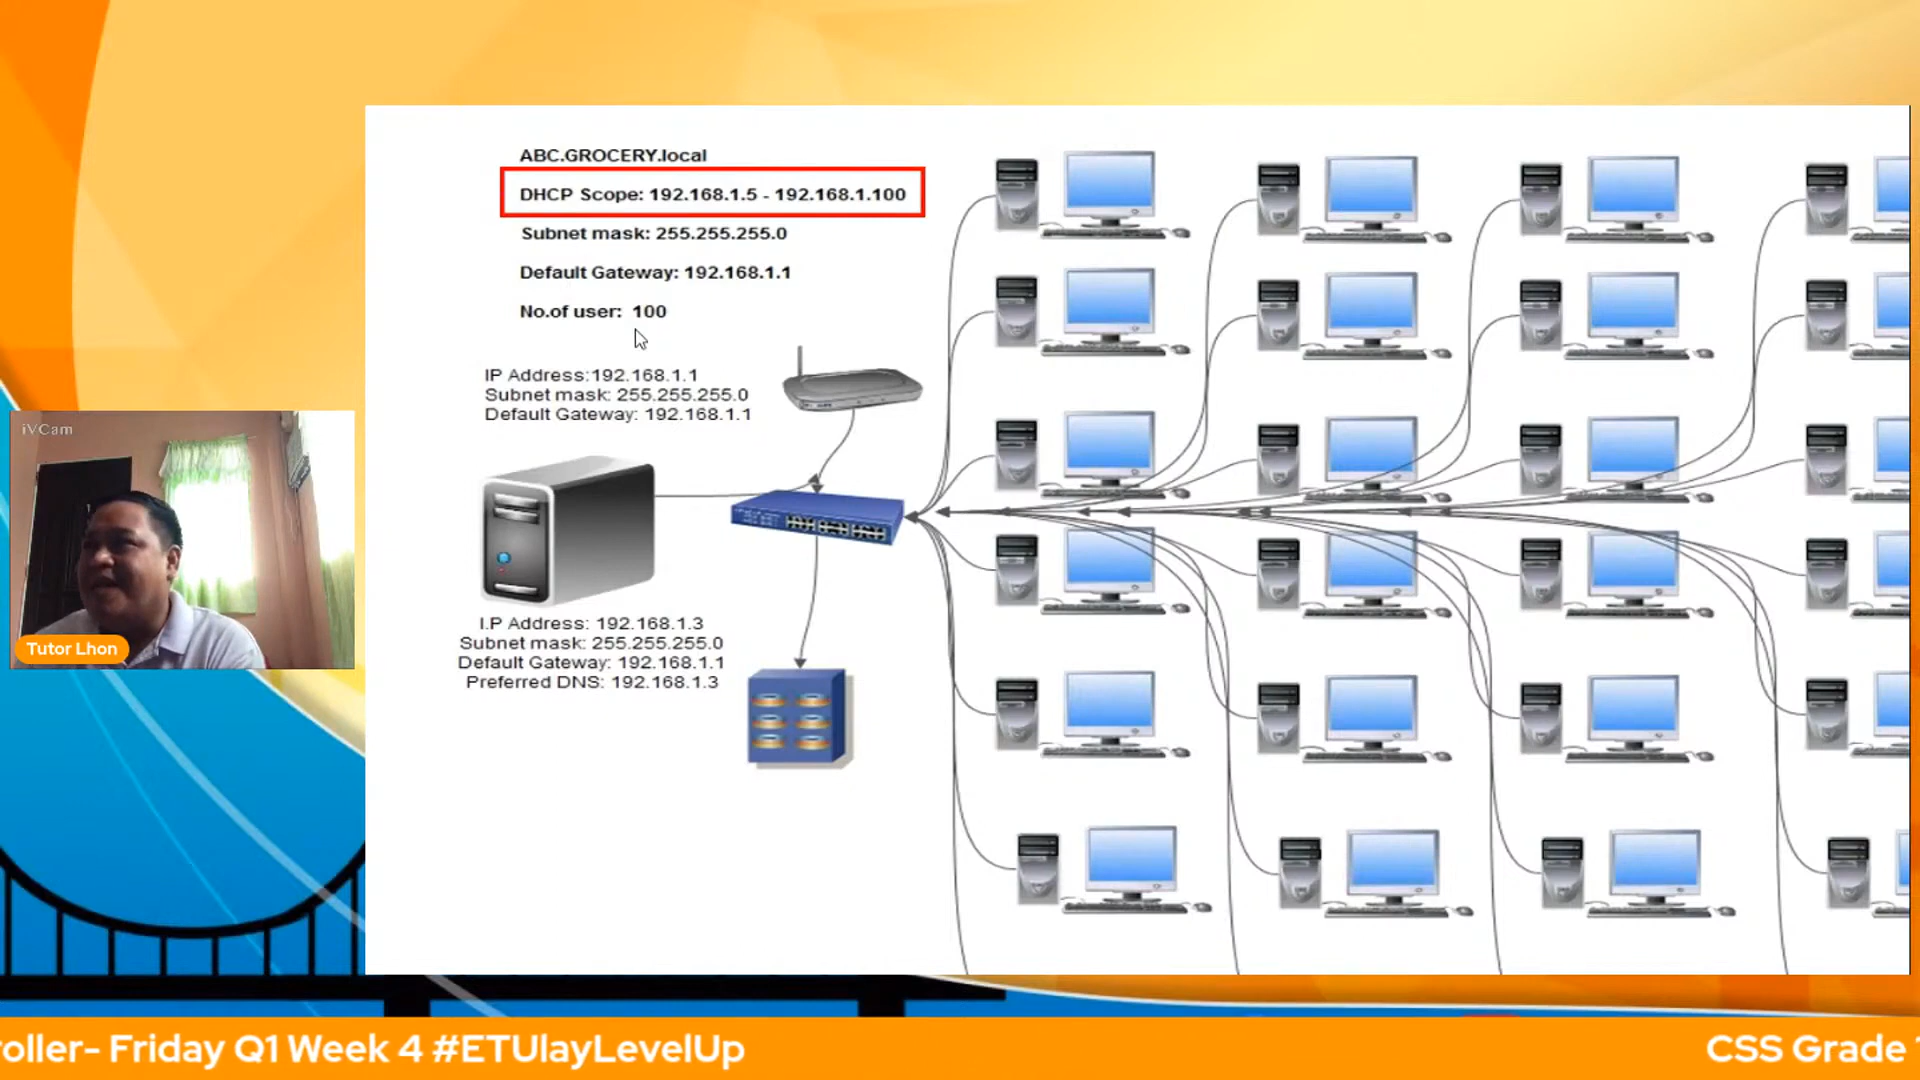 ABC.GROCERY.local
DHCP Scope: 192.168.1.5 - 192.168.1.100
Subnet mask: 255.255.255.0
Default Gateway: 192.168.1.1
No.of user: 100
IP Address:192.168.1.1
Subnet mask: 255.255.255.0
Default Gateway: 192.168.1.1
iVCam
Tutor Lhon
I.P Address: 192.168.1.3
Subnet mask: 255.255.255.0
Default Gateway: 192.168.1.1
Preferred DNS: 192.168.1.3
roller- Friday Q1 Week 4 #ETUlayLevelUp
CSS Grade 1